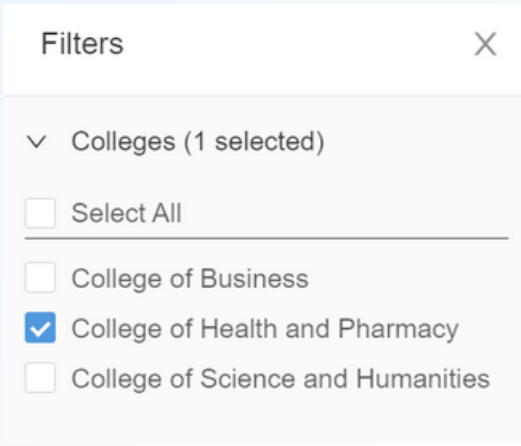 Filters
Colleges (1 selected)
Select All
College of Business
College of Health and Pharmacy
College of Science and Humanities